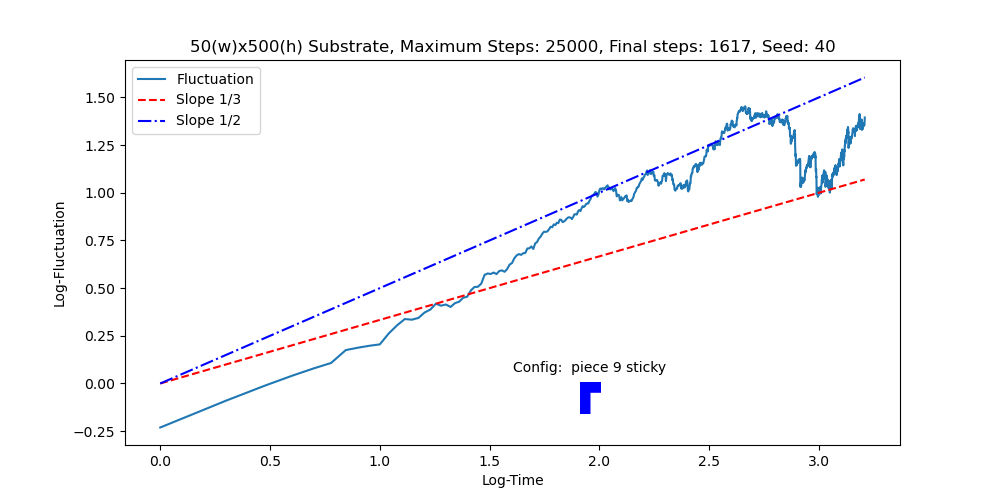 50(w)x500(h) Substrate, Maximum Steps: 25000, Final steps: 1617, Seed: 40
Fluctuation
Slope 1/3
Slope 1/2
Log-Fluctuation
1.50
1.25
1.00
0.75
0.50
0.25
0.00
−0.25
Config:  piece 9 sticky
0.0 0.5 1.0 1.5 2.0 2.5 3.0
Log-Time